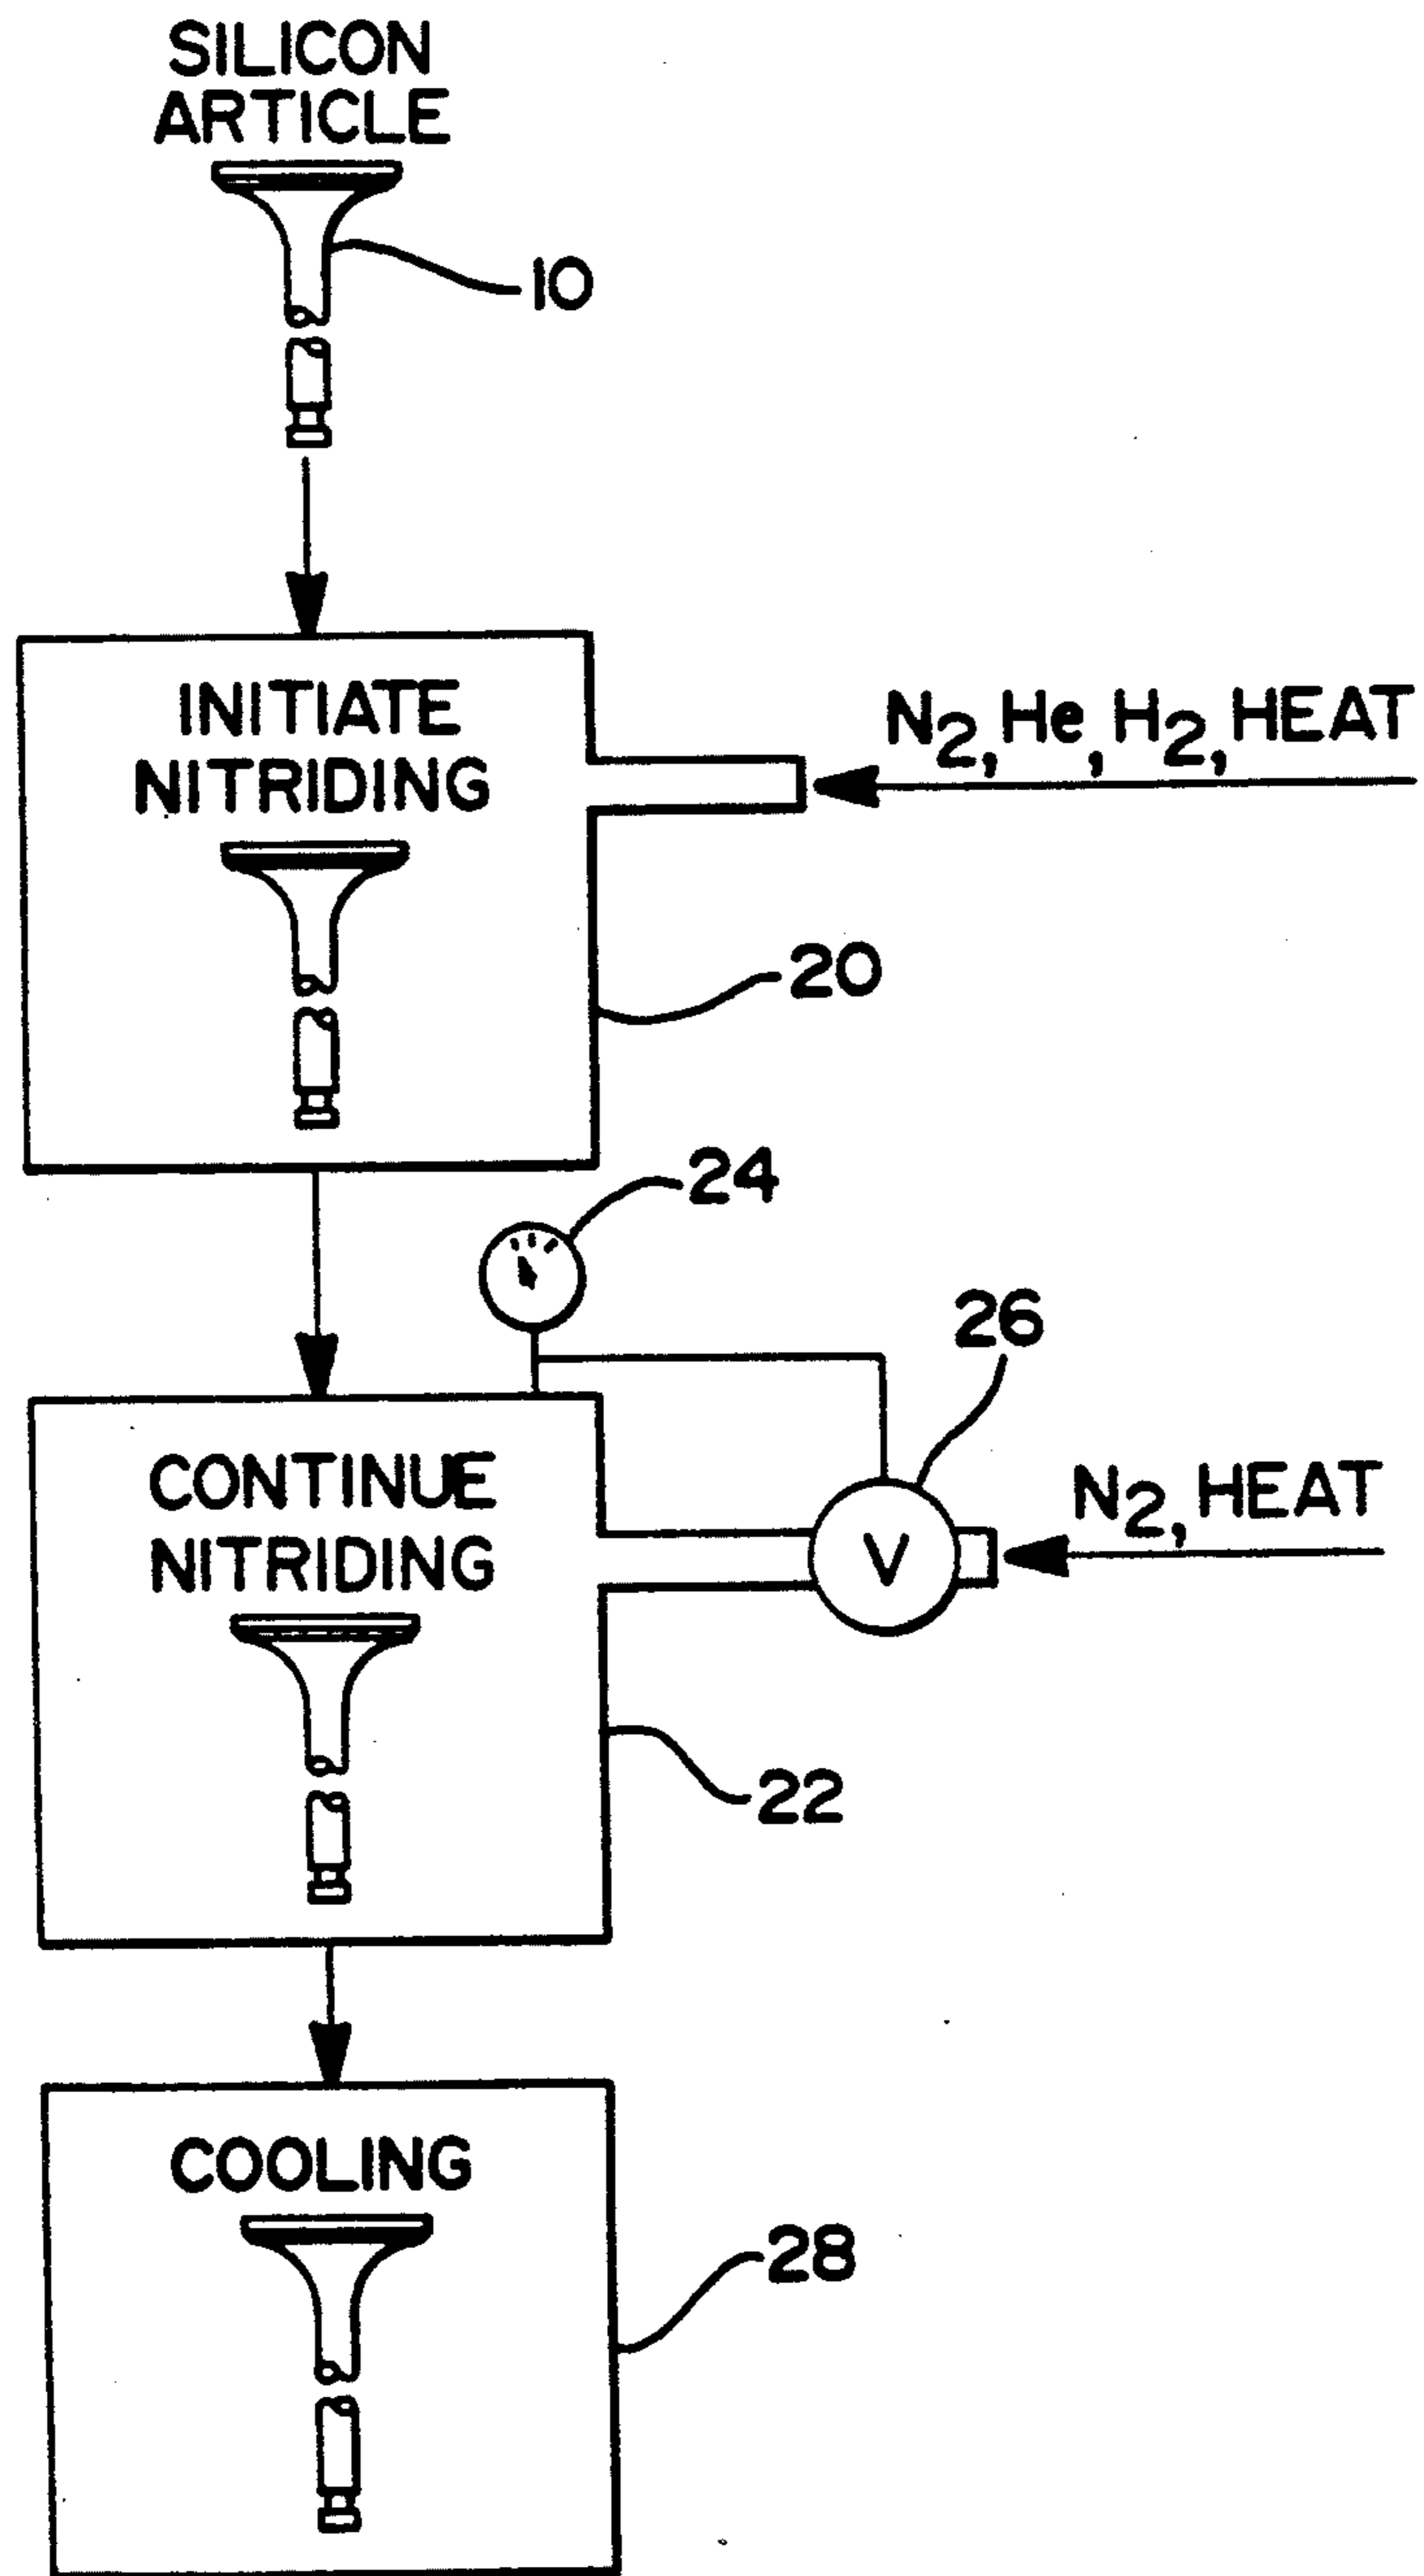 SILICON
ARTICLE
10
INITIATE
NITRIDING
N2, He, H2, HEAT
20
24
26
CONTINUE
NITRIDING
V
N2, HEAT
22
COOLING
28